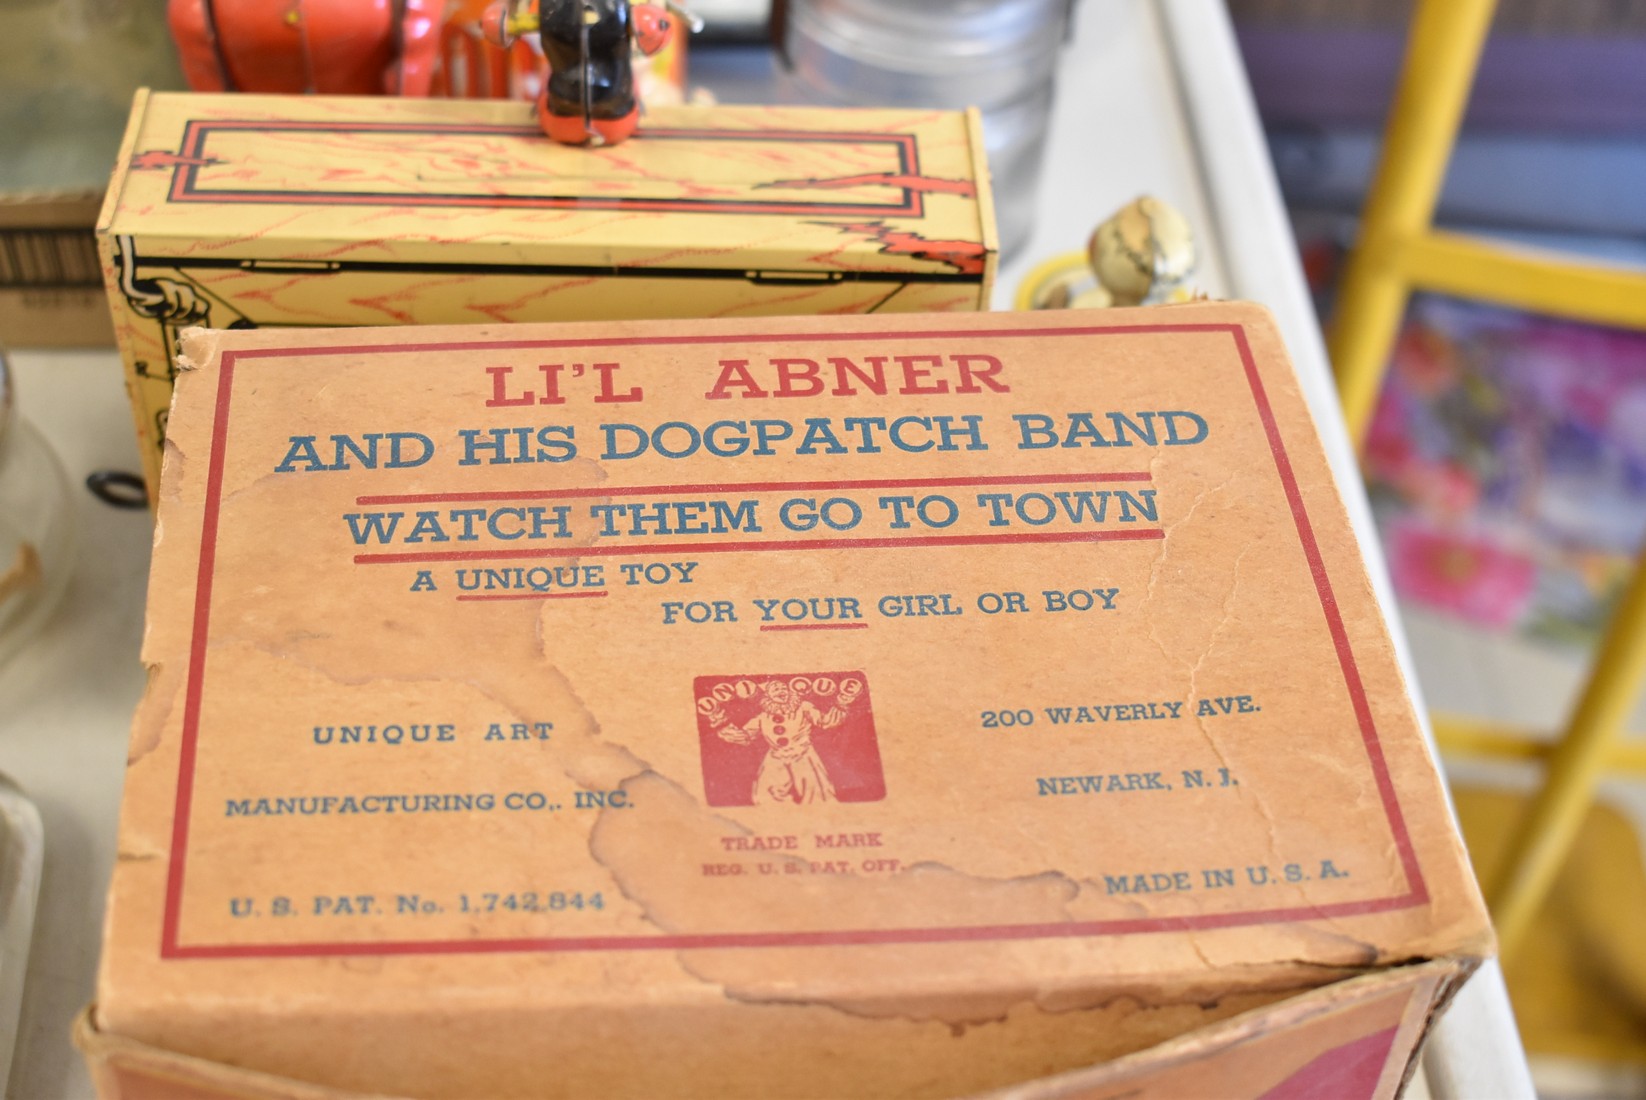 LI'L ABNER
AND HIS DOGPATCH BAND
WATCH THEM GO TO TOWN
A UNIQUE TOY
FOR YOUR GIRL OR BOY
UNIQUE
UNIQUE ART
MANUFACTURING CO,. INC.
U. S. PAT. No. 1,742,844
TRADE MARK
REG. U. S. PAT. OFF.
200 WAVERLY AVE.
NEWARK, N. J.
MADE IN U. S. A.